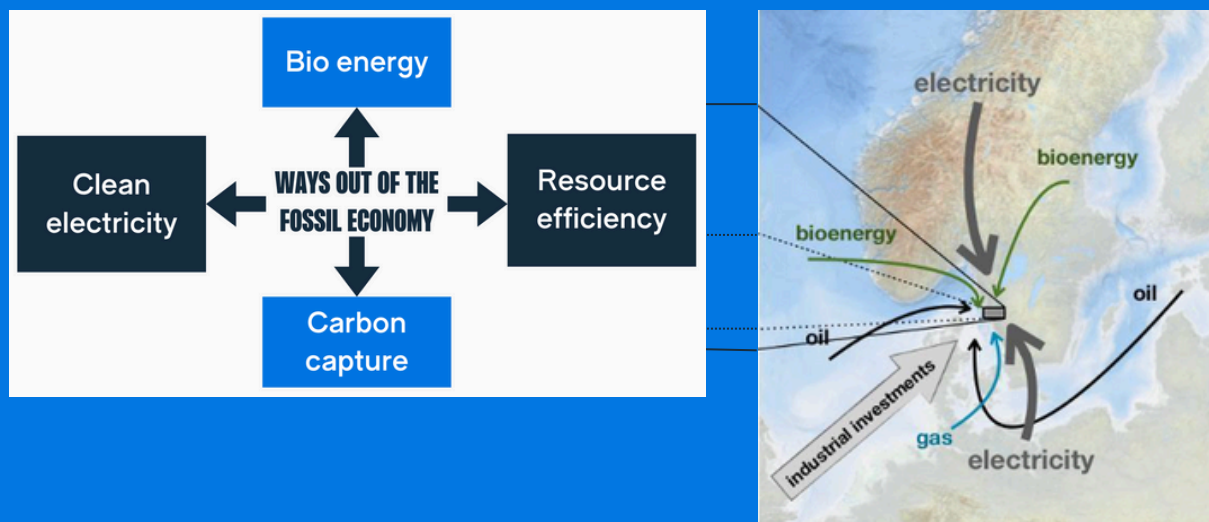 Bio energy
Clean
electricity
WAYS OUT OF THE
FOSSIL ECONOMY
Resource
efficiency
Carbon
capture
electricity
bioenergy
bioenergy
oil
oil
industrial investments
gas
electricity